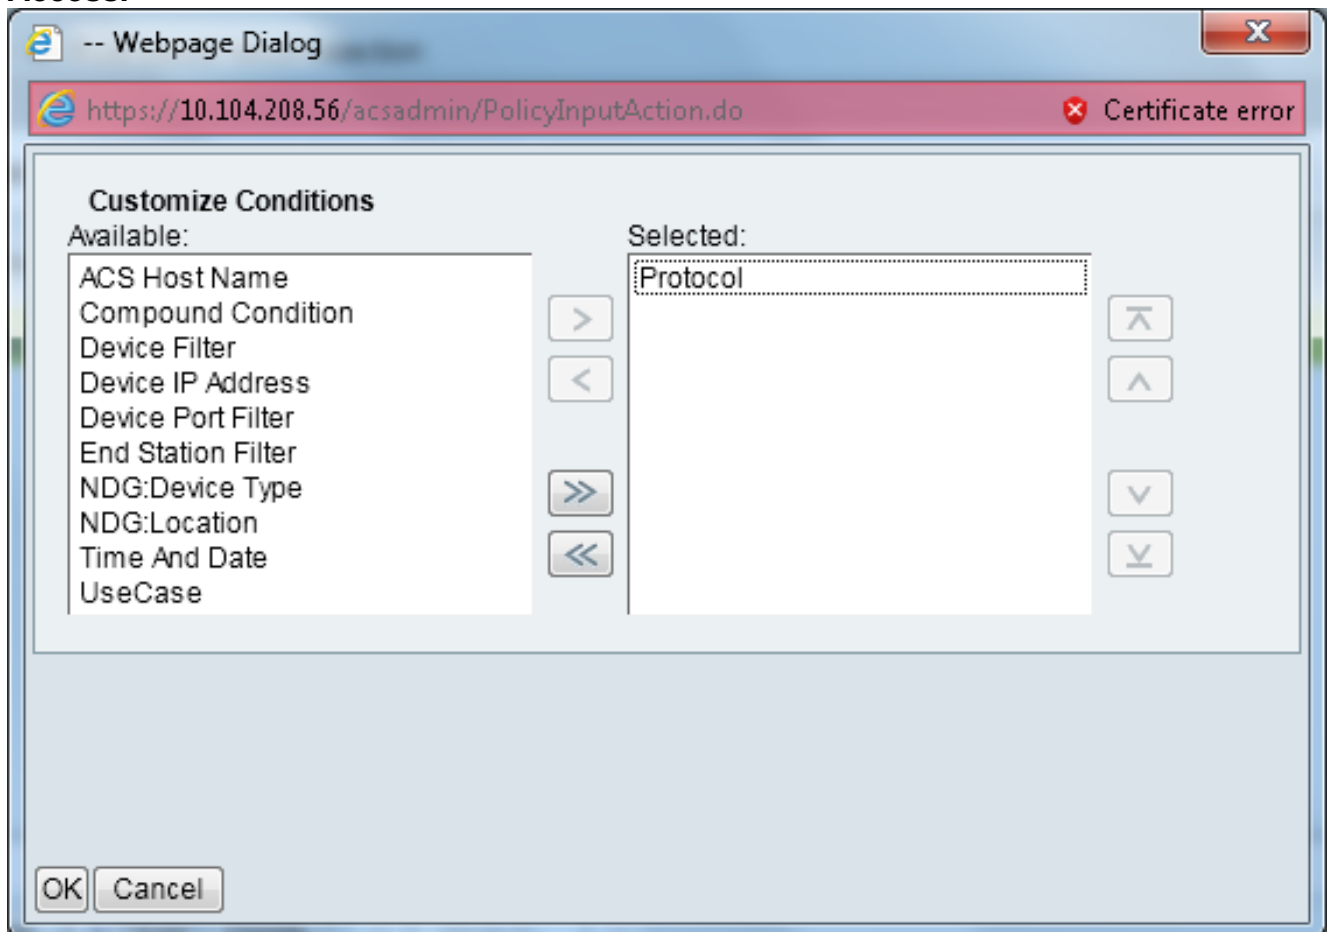 -- Webpage Dialog
https://10.104.208.56/acsadmin/PolicyInputAction.do
Certificate error
Customize Conditions
Available:
Selected:
ACS Host Name
Compound Condition
Device Filter
Device IP Address
Device Port Filter
End Station Filter
NDG:Device Type
NDG:Location
Time And Date
UseCase
Protocol
OK
Cancel